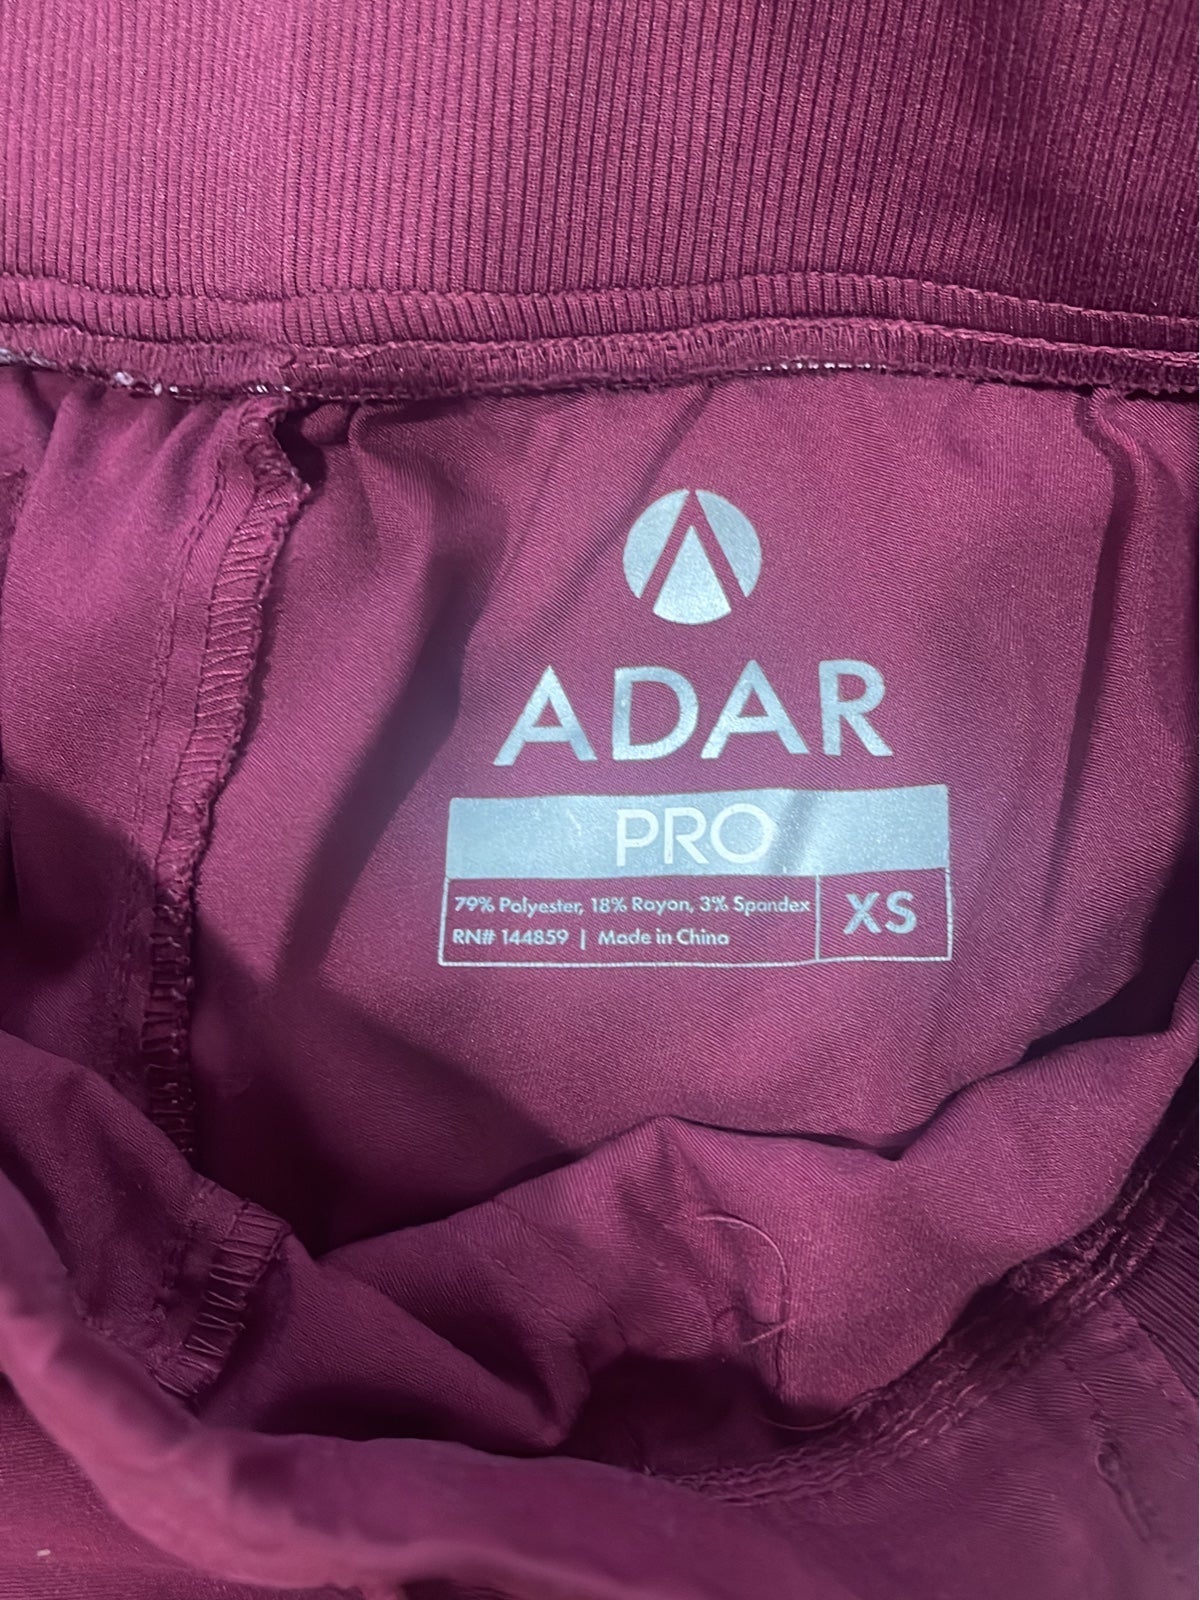 ADAR
PRO
79% Polyester, 18% Rayon, 3% Spandex
RN# 144859 | Made in China
XS